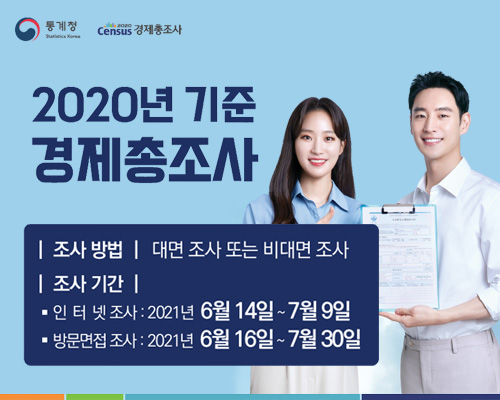 통계청
Statistics Korea
2020
Census 경제총조사
2020년 기준
경제총조사
| 조사 방법 | 대면 조사 또는 비대면 조사
| 조사 기간 |
▪ 인 터 넷 조사 : 2021년 6월 14일 ~ 7월 9일
▪ 방문면접 조사 : 2021년 6월 16일 ~ 7월 30일